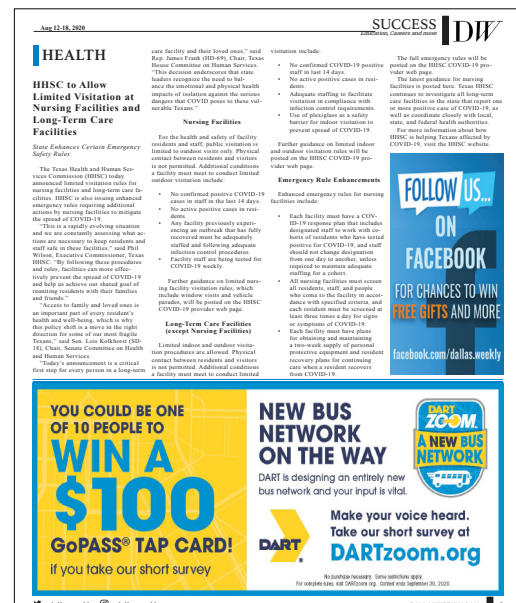 Aug 12-18, 2020
SUCCESS
Education, Careers and more
DW
HEALTH
HHSC to Allow
Limited Visitation at
Nursing Facilities and
Long-Term Care
Facilities
State Enhances Certain Emergency
Safety Rules
The Texas Health and Human Ser-
vices Commission (HHSC) today
announced limited visitation rules for
nursing facilities and long-term care fa-
cilities. HHSC is also issuing enhanced
emergency rules requiring additional
actions by nursing facilities to mitigate
the spread of COVID-19.
"This is a rapidly evolving situation
and we are constantly assessing what ac-
tions are necessary to keep residents and
staff safe in these facilities," said Phil
Wilson, Executive Commissioner, Texas
HHSC. "By following these procedures
and rules, facilities can more effec-
tively prevent the spread of COVID-19
and help us achieve our shared goal of
reuniting residents with their families
and friends."
"Access to family and loved ones is
an important part of every resident's
health and well-being, which is why
this policy shift is a move in the right
direction for some of our most fragile
Texans," said Sen. Lois Kolkhorst (SD-
18), Chair, Senate Committee on Health
and Human Services.
"Today's announcement is a critical
first step for every person in a long-term
care facility and their loved ones," said
Rep. James Frank (HD-69), Chair, Texas
House Committee on Human Services.
"This decision underscores that state
leaders recognize the need to bal-
ance the emotional and physical health
impacts of isolation against the serious
dangers that COVID poses to these vul-
nerable Texans."
Nursing Facilities
For the health and safety of facility
residents and staff, public visitation is
limited to outdoor visits only. Physical
contact between residents and visitors
is not permitted. Additional conditions
a facility must meet to conduct limited
outdoor visitation include:
• No confirmed positive COVID-19
cases in staff in the last 14 days.
• No active positive cases in resi-
dents.
• Any facility previously experi-
encing an outbreak that has fully
recovered must be adequately
staffed and following adequate
infection control procedures.
• Facility staff are being tested for
COVID-19 weekly.
Further guidance on limited nurs-
ing facility visitation rules, which
include window visits and vehicle
parades, will be posted on the HHSC
COVID-19 provider web page.
Long-Term Care Facilities
(except Nursing Facilities)
Limited indoor and outdoor visita-
tion procedures are allowed. Physical
contact between residents and visitors
is not permitted. Additional conditions
a facility must meet to conduct limited
visitation include:
• No confirmed COVID-19 positive
staff in last 14 days.
• No active positive cases in resi-
dents.
• Adequate staffing to facilitate
visitation in compliance with
infection control requirements.
• Use of plexiglass as a safety
barrier for indoor visitation to
prevent spread of COVID-19.
Further guidance on limited indoor
and outdoor visitation rules will be
posted on the HHSC COVID-19 pro-
vider web page.
Emergency Rule Enhancements
Enhanced emergency rules for nursing
facilities include:
• Each facility must have a COV-
ID-19 response plan that includes
designated staff to work with co-
horts of residents who have tested
positive for COVID-19, and staff
should not change designation
from one day to another, unless
required to maintain adequate
staffing for a cohort.
• All nursing facilities must screen
all residents, staff, and people
who come to the facility in accor-
dance with specified criteria, and
each resident must be screened at
least three times a day for signs
or symptoms of COVID-19.
• Each facility must have plans
for obtaining and maintaining
a two-week supply of personal
protective equipment and resident
recovery plans for continuing
care when a resident recovers
from COVID-19.
The full emergency rules will be
posted on the HHSC COVID-19 pro-
vider web page.
The latest guidance for nursing
facilities is posted here. Texas HHSC
continues to investigate all long-term
care facilities in the state that report one
or more positive case of COVID-19, as
well as coordinate closely with local,
state, and federal health authorities.
For more information about how
HHSC is helping Texans affected by
COVID-19, visit the HHSC website.
FOLLOW US...
ON
FACEBOOK
FOR CHANCES TO WIN
FREE GIFTS AND MORE
facebook.com/dallas.weekly
YOU COULD BE ONE
OF 10 PEOPLE TO
WIN A
$100
GoPASS® TAP CARD!
if you take our short survey
NEW BUS
NETWORK
ON THE WAY
DART is designing an entirely new
bus network and your input is vital.
DART
ZOOM
A NEW BUS
NETWORK
DART
Make your voice heard.
Take our short survey at
DARTzoom.org
No purchase necessary. Some restrictions apply.
For complete rules, visit DARTzoom.org. Contest ends September 30, 2020.